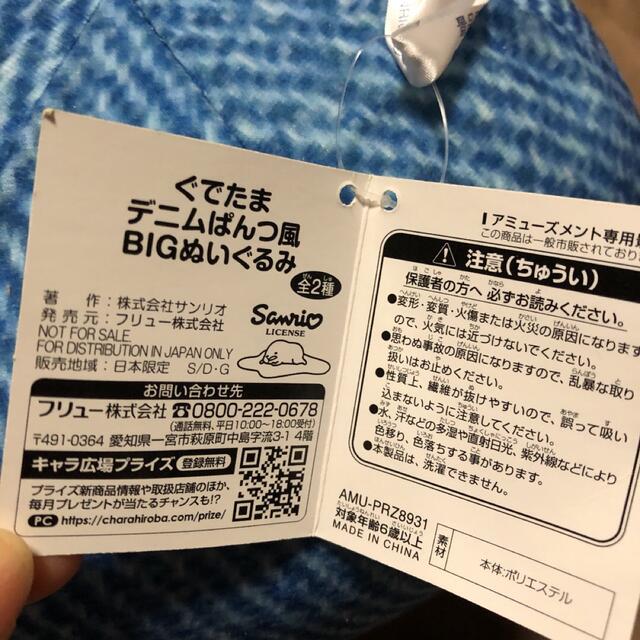 ぐでたま
デニムぱんつ風
BIGぬいぐるみ
全2種
著 作：株式会社サンリオ
発 売 元：フリュー株式会社
NOT FOR SALE
FOR DISTRIBUTION IN JAPAN ONLY
販売地域：日本限定 S/D・G
Sanrio
LICENSE
お問い合わせ先
フリュー株式会社 ☎0800-222-0678
(通話無料、平日10:00～18:00受付)
〒491-0364 愛知県一宮市萩原町中島字流3-1 4階
キャラ広場プライズ 登録無料
プライズ新商品情報や取扱店舗のほか、
毎月プレゼントが当たるチャンスも!?
PC https://charahiroba.com/prize/
アミューズメント専用
この商品は一般市販されており
注意(ちゅうい)
保護者の方へ必ずお読みください。
●変形・変質・火傷または火災の原因になります
ので、火気には近づけないでください。
●思わぬ事故の原因になりますので、乱暴な取り
扱いはお止めください。
●性質上、繊維が抜けやすいので、誤って吸い
込まないように注意してください。
●水、汗などの多湿や直射日光、紫外線などにより
色移り、色落ちする事があります。
●本製品は、洗濯できません。
AMU-PRZ8931
対象年齢6歳以上
MADE IN CHINA
素材
本体：ポリエステル